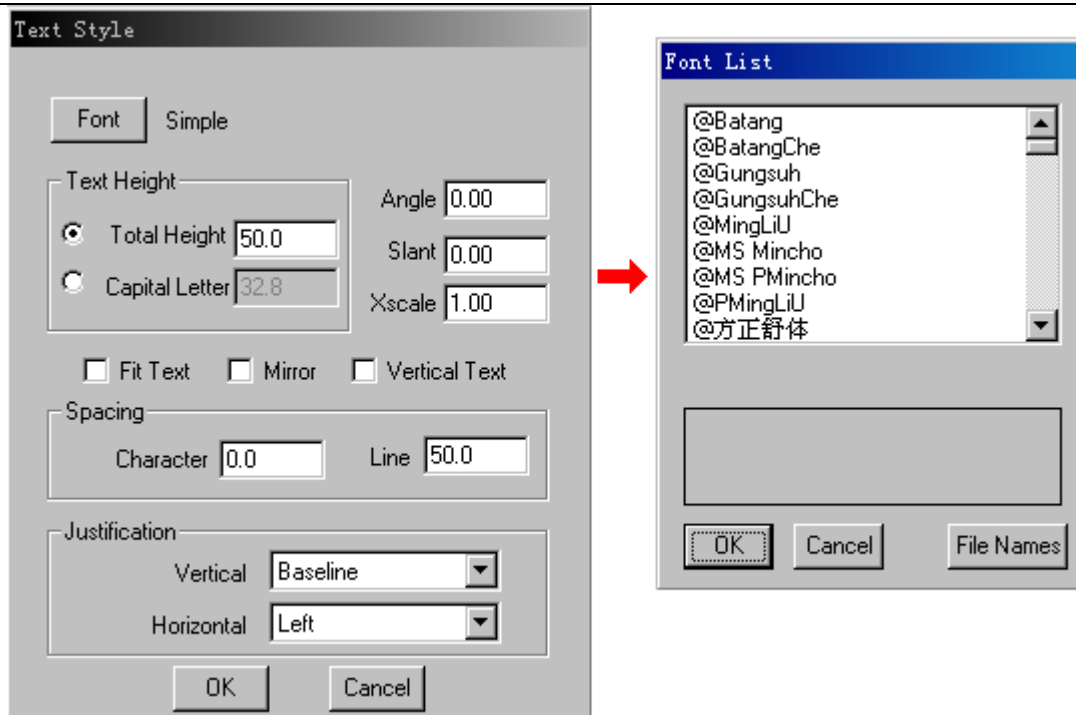 Text Style
Font Simple
Text Height
Total Height 50.0
Capital Letter 32.8
Angle 0.00
Slant 0.00
Xscale 1.00
Fit Text Mirror Vertical Text
Spacing
Character 0.0 Line 50.0
Justification
Vertical Baseline
Horizontal Left
OK Cancel
Font List
@Batang
@BatangChe
@Gungsuh
@GungsuhChe
@MingLiU
@MS Mincho
@MS PMincho
@PMingLiU
@方正舒体
OK Cancel File Names